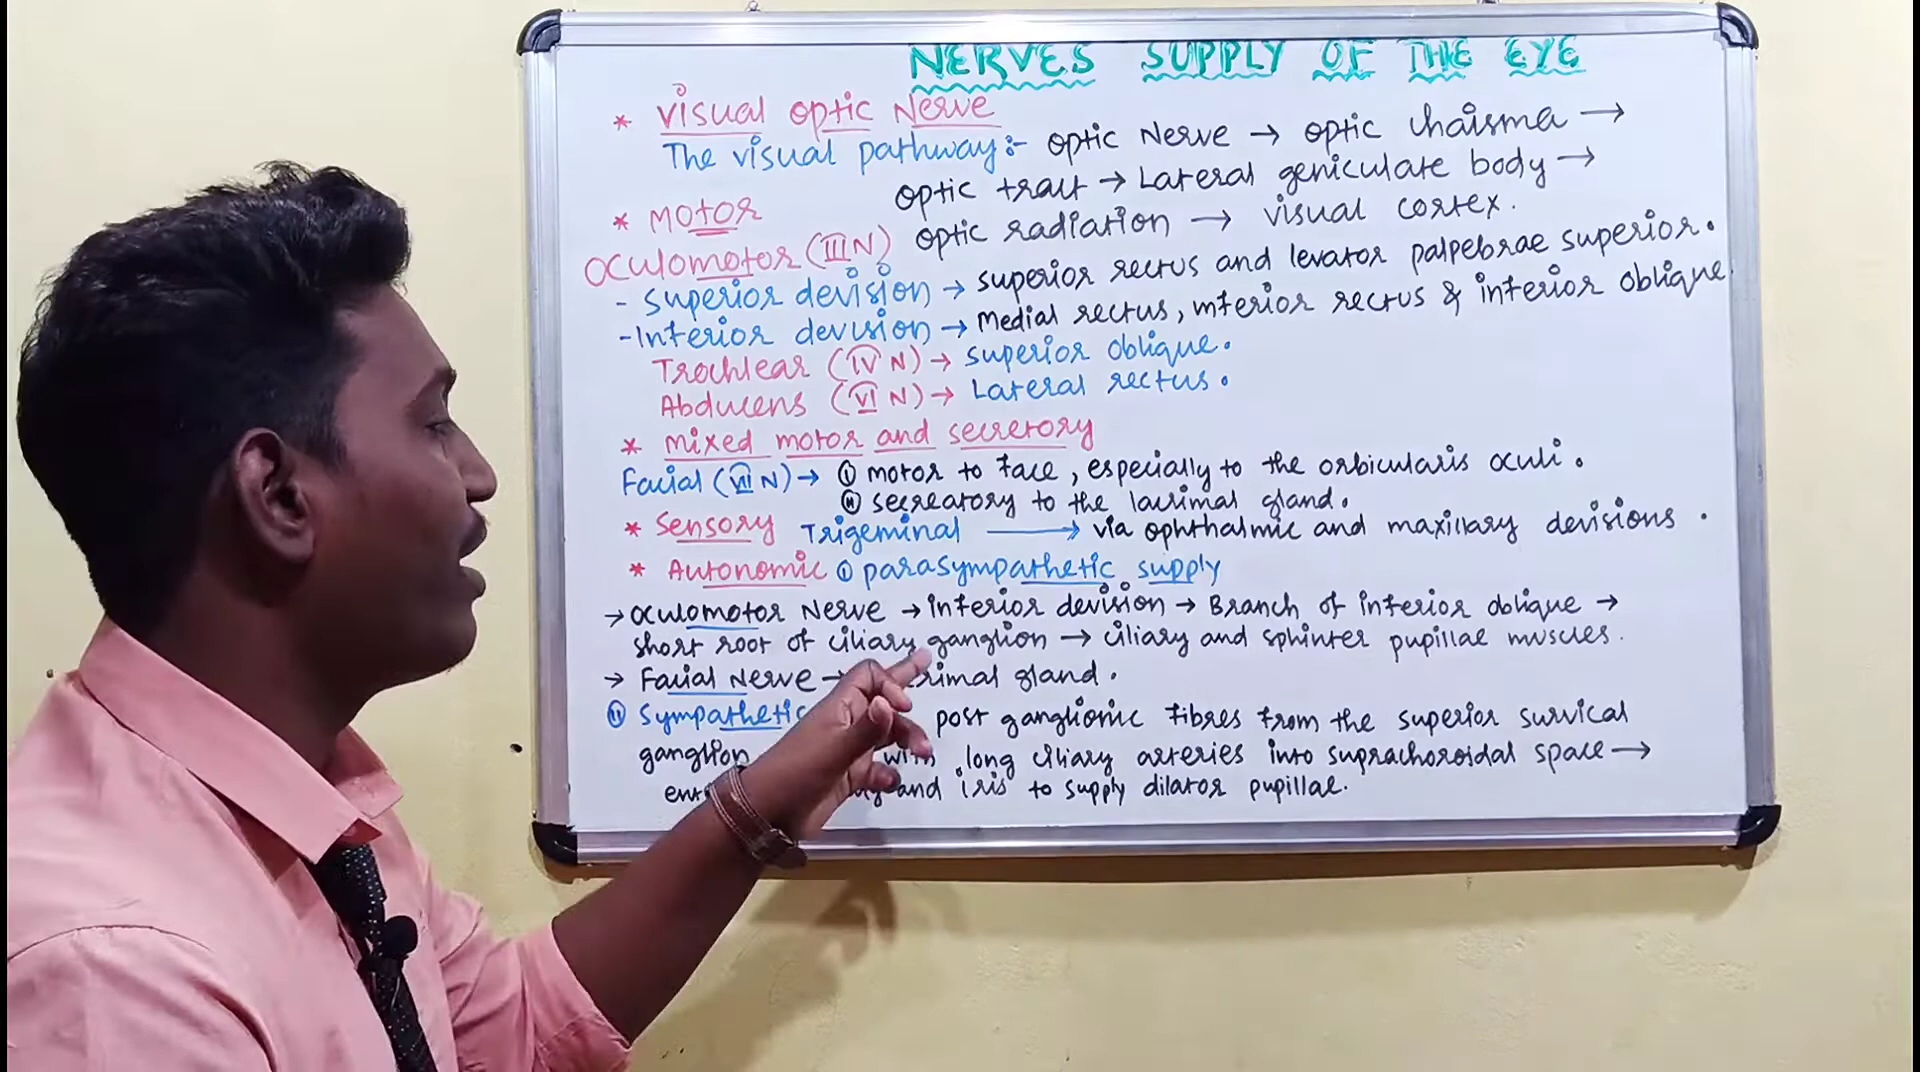 NERVES SUPPLY OF THE EYE
* Visual optic Nerve
The visual pathway:- optic Nerve → optic chaisma →
optic tract → Lateral geniculate body →
optic radiation → visual cortex.
* MOTOR
Oculomotor (III N)
- Superior devision → superior rectus and levator palpebrae superior.
- Inferior devision → Medial rectus, inferior rectus & inferior oblique.
Trochlear (IV N) → superior oblique.
Abducens (VI N) → Lateral rectus.
* mixed motor and secretory
Facial (VII N) → (I) motor to face, especially to the orbicularis oculi.
(II) secreatory to the lacrimal gland.
* Sensory Trigeminal → via ophthalmic and maxillary devisions.
* Autonomic (I) parasympathetic supply
→ oculomotor Nerve → inferior devision → Branch of inferior oblique →
short root of ciliary ganglion → ciliary and sphinter pupillae muscles.
→ Facial Nerve → gland.
(II) Sympathetic post ganglionic fibres from the superior survical
ganglion with long ciliary arteries into suprachoroidal space →
and iris to supply dilator pupillae.